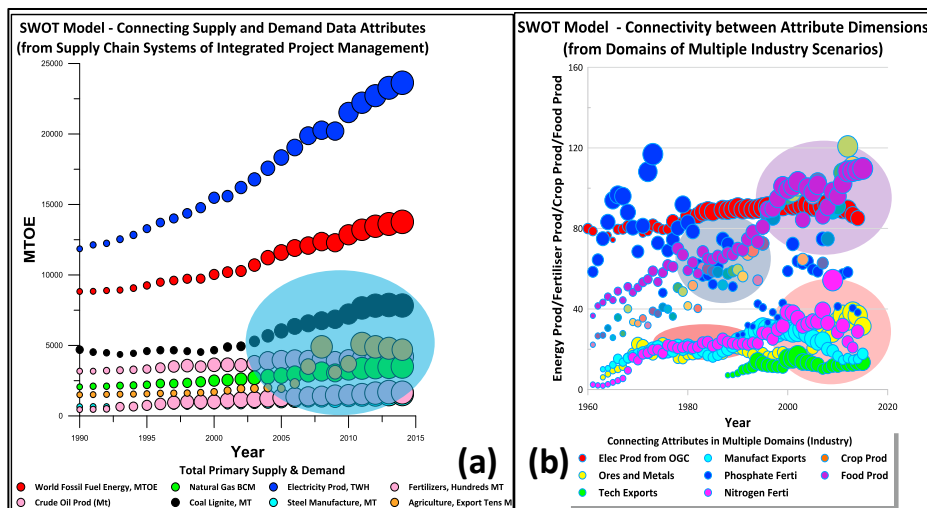 SWOT Model - Connecting Supply and Demand Data Attributes
(from Supply Chain Systems of Integrated Project Management)
MTOE
25000
20000
15000
10000
5000
0
1990
1995
2000
2005
2010
2015
Year
(a)
Total Primary Supply & Demand
World Fossil Fuel Energy, MTOE
Natural Gas BCM
Electricity Prod, TWH
Fertilizers, Hundreds MT
Crude Oil Prod (Mt)
Coal Lignite, MT
Steel Manufacture, MT
Agriculture, Export Tens M
SWOT Model - Connectivity between Attribute Dimensions
(from Domains of Multiple Industry Scenarios)
Energy Prod/Fertiliser Prod/Crop Prod/Food Prod
160
120
80
40
0
1960
1980
2000
2020
Year
(b)
Connecting Attributes in Multiple Domains (Industry)
Elec Prod from OGC
Manufact Exports
Crop Prod
Ores and Metals
Phosphate Ferti
Food Prod
Tech Exports
Nitrogen Ferti